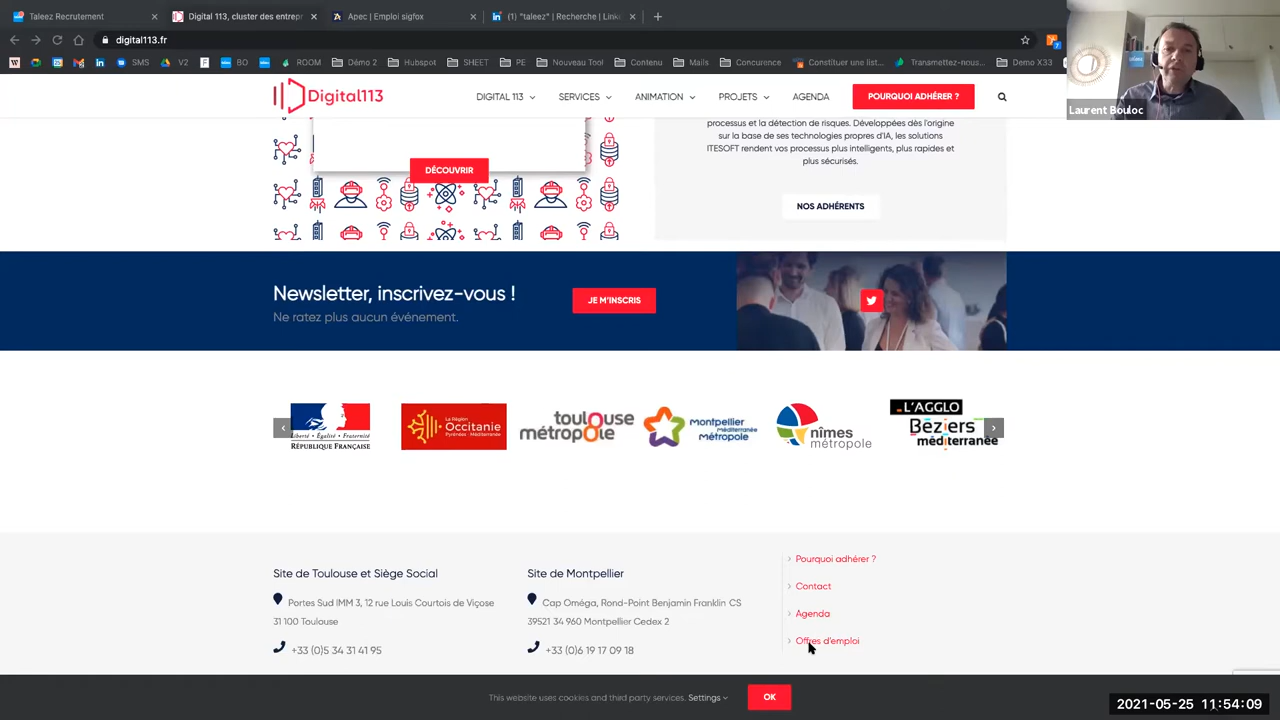 Taleez Recrutement
Digital 113, cluster des entrepr
Apec | Emploi sigfox
(1) "taleez" | Recherche | Link
digital113.fr
SMS
V2
BO
BO
ROOM
Démo 2
Hubspot
SHEET
PE
Nouveau Tool
Contenu
Mails
Concurence
Constituer une list...
Transmettez-nous...
Demo X33
Laurent Bouloc
Digital113
DIGITAL 113
SERVICES
ANIMATION
PROJETS
AGENDA
POURQUOI ADHÉRER ?
processus et la détection de risques. Développées dès l'origine
sur la base de ses technologies propres d'IA, les solutions
ITESOFT rendent vos processus plus intelligents, plus rapides et
plus sécurisés.
DÉCOUVRIR
NOS ADHÉRENTS
Newsletter, inscrivez-vous !
Ne ratez plus aucun événement.
JE M'INSCRIS
Liberté • Égalité • Fraternité
RÉPUBLIQUE FRANÇAISE
La Région
Occitanie
Pyrénées - Méditerranée
toulouse
métropole
montpellier
méditerranée
métropole
nîmes
métropole
L'AGGLO
Béziers
méditerranée
Site de Toulouse et Siège Social
Portes Sud IMM 3, 12 rue Louis Courtois de Viçose
31 100 Toulouse
+33 (0)5 34 31 41 95
Site de Montpellier
Cap Oméga, Rond-Point Benjamin Franklin CS
39521 34 960 Montpellier Cedex 2
+33 (0)6 19 17 09 18
Pourquoi adhérer ?
Contact
Agenda
Offres d'emploi
This website uses cookies and third party services. Settings
OK
2021-05-25 11:54:09